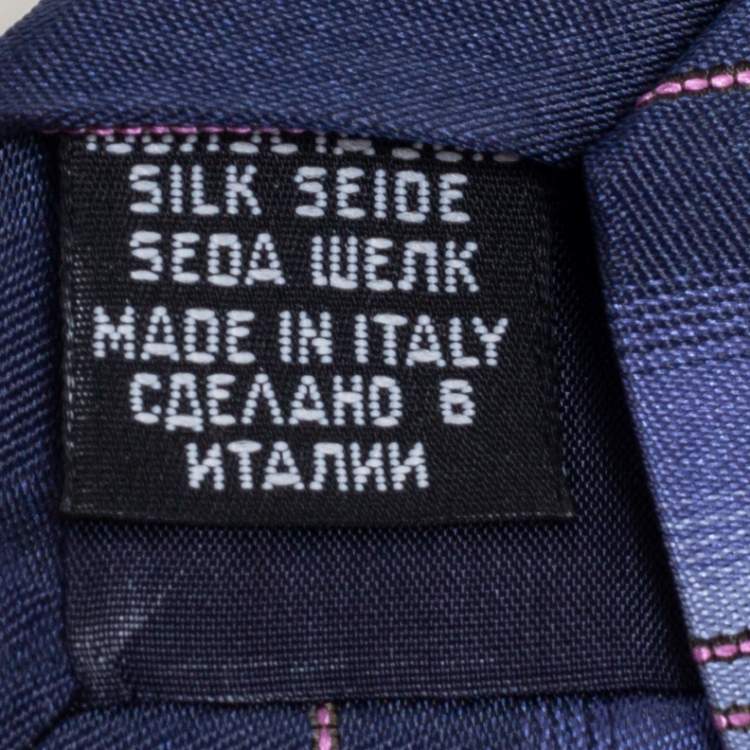 SILK SEIDE
SEDA ШЕЛК
MADE IN ITALY
СДЕЛАНО В
ИТАЛИИ